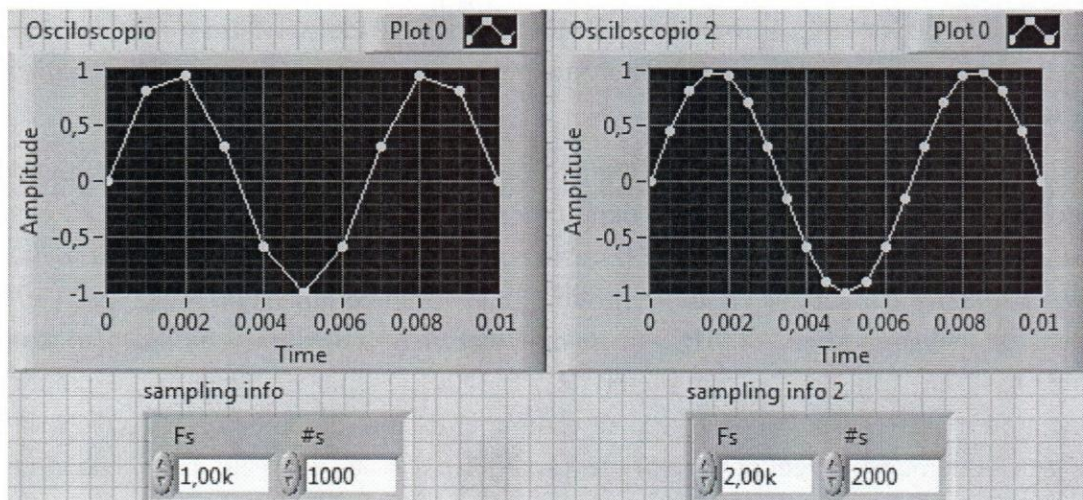 Osciloscopio
Plot 0
Amplitude
1
0,5
0
-0,5
-1
0
0,002
0,004
0,006
0,008
0,01
Time
sampling info
Fs
#s
1,00k
1000
Osciloscopio 2
Plot 0
Amplitude
1
0,5
0
-0,5
-1
0
0,002
0,004
0,006
0,008
0,01
Time
sampling info 2
Fs
#s
2,00k
2000